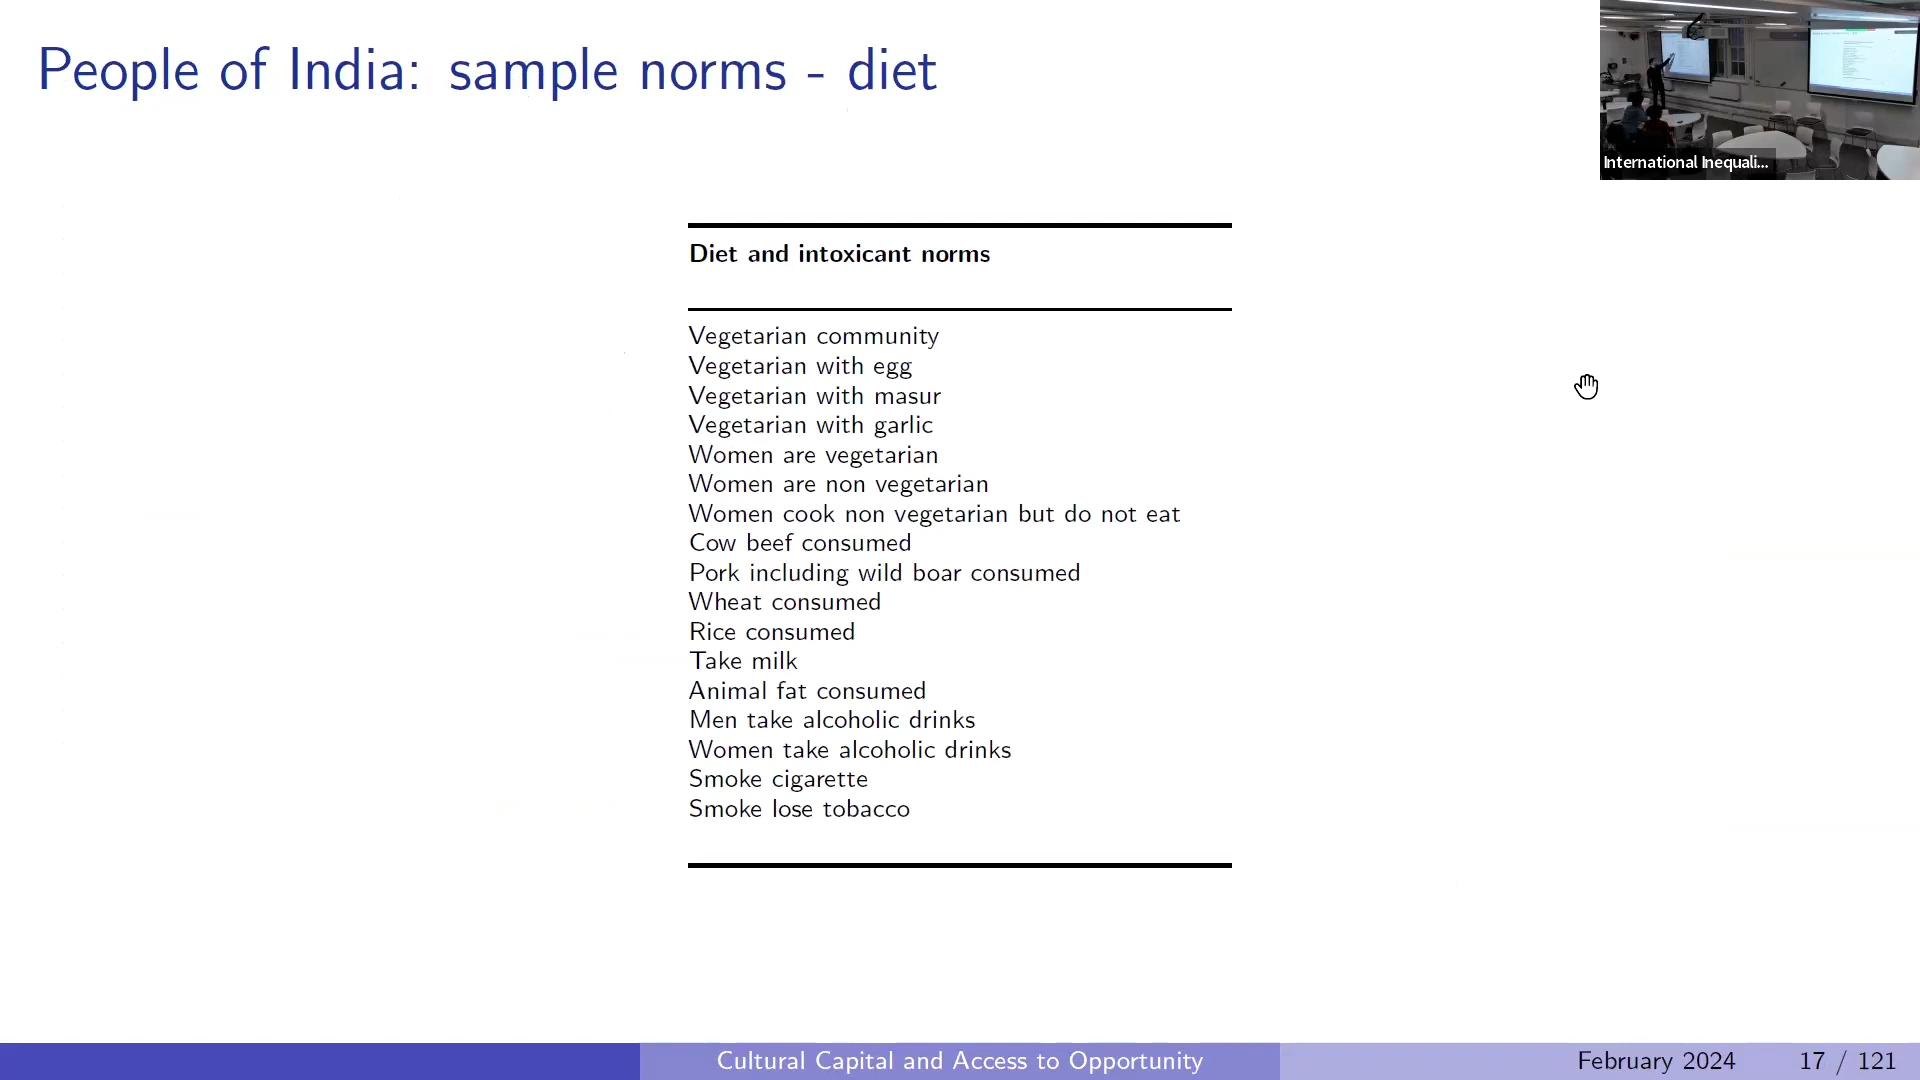 People of India: sample norms - diet
International Inequali...
Diet and intoxicant norms
Vegetarian community
Vegetarian with egg
Vegetarian with masur
Vegetarian with garlic
Women are vegetarian
Women are non vegetarian
Women cook non vegetarian but do not eat
Cow beef consumed
Pork including wild boar consumed
Wheat consumed
Rice consumed
Take milk
Animal fat consumed
Men take alcoholic drinks
Women take alcoholic drinks
Smoke cigarette
Smoke lose tobacco
Cultural Capital and Access to Opportunity
February 2024
17 / 121